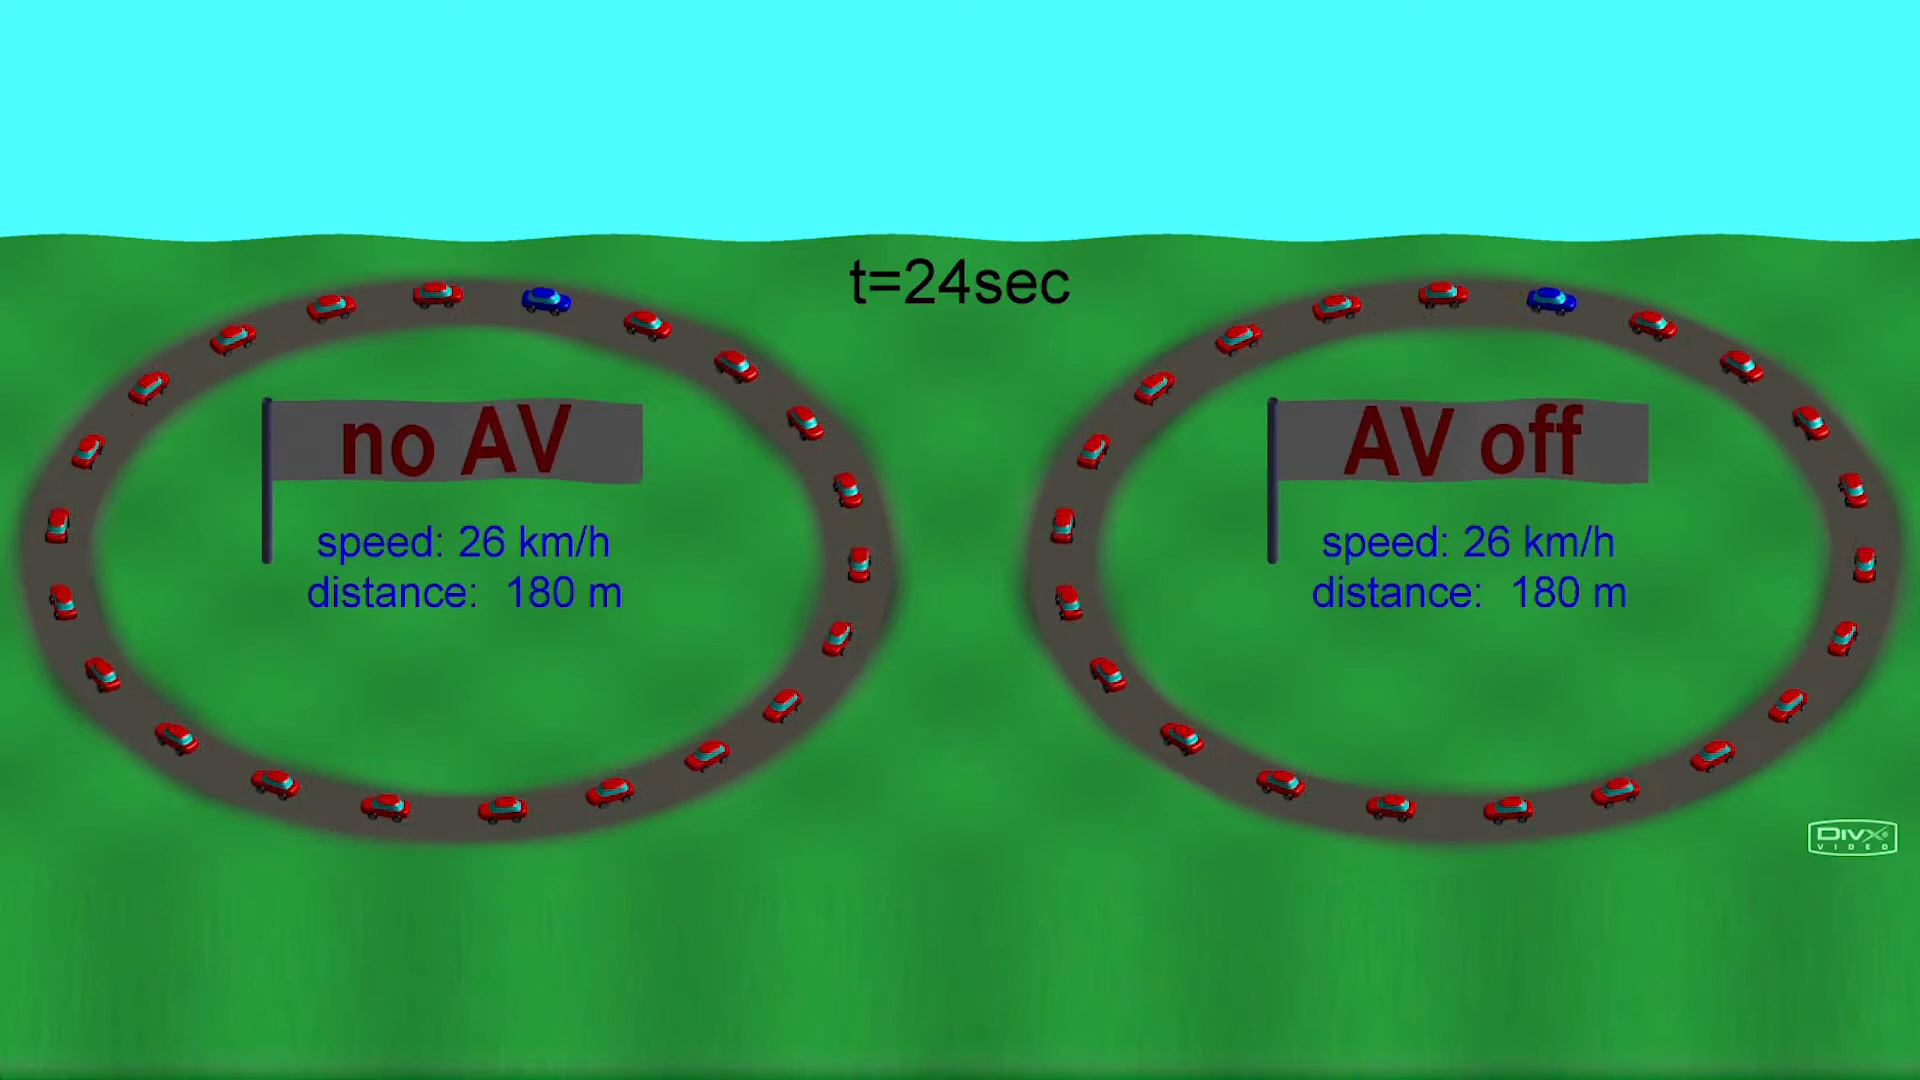 t=24sec
no AV
speed: 26 km/h
distance: 180 m
AV off
speed: 26 km/h
distance: 180 m
DIVX
VIDEO